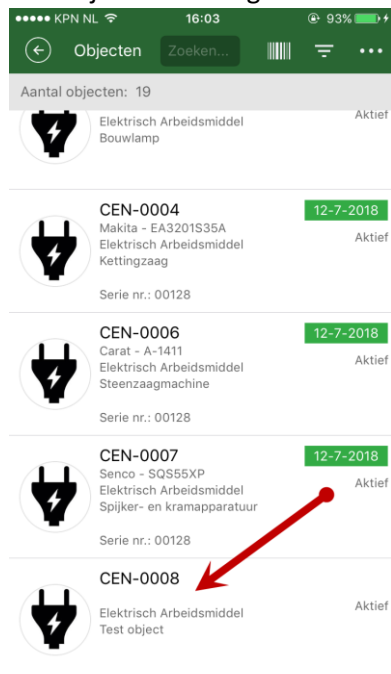 KPN NL 16:03 93%
Objecten Zoeken...
Aantal objecten: 19
Elektrisch Arbeidsmiddel Aktief
Bouwlamp
CEN-0004 12-7-2018
Makita - EA3201S35A
Elektrisch Arbeidsmiddel Aktief
Kettingzaag
Serie nr.: 00128
CEN-0006 12-7-2018
Carat - A-1411
Elektrisch Arbeidsmiddel Aktief
Steenzaagmachine
Serie nr.: 00128
CEN-0007 12-7-2018
Senco - SQS55XP
Elektrisch Arbeidsmiddel Aktief
Spijker- en kramapparatuur
Serie nr.: 00128
CEN-0008
Elektrisch Arbeidsmiddel Aktief
Test object